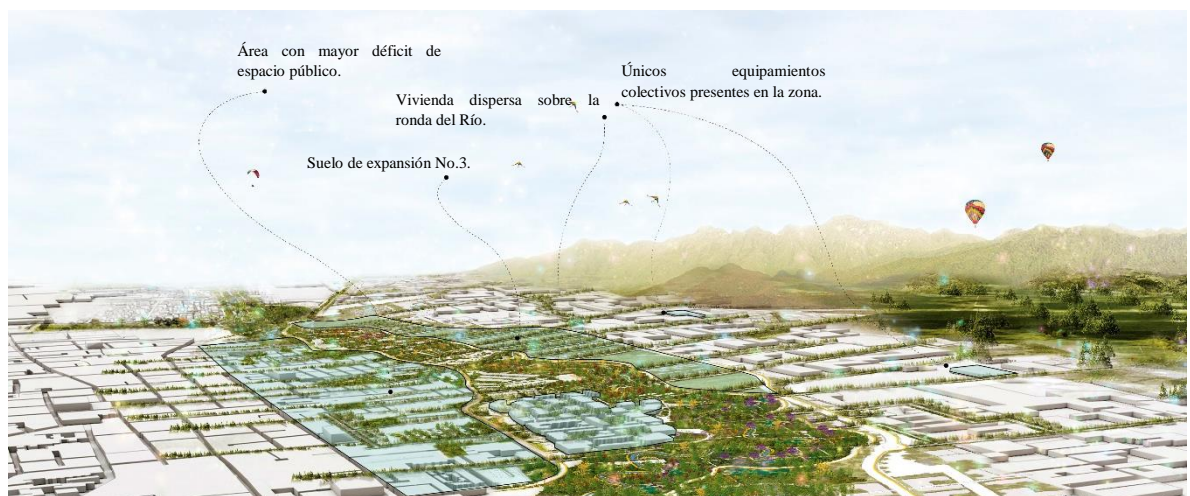 Área con mayor déficit de
espacio público.
Vivienda dispersa sobre la
ronda del Río.
Únicos equipamientos
colectivos presentes en la zona.
Suelo de expansión No.3.